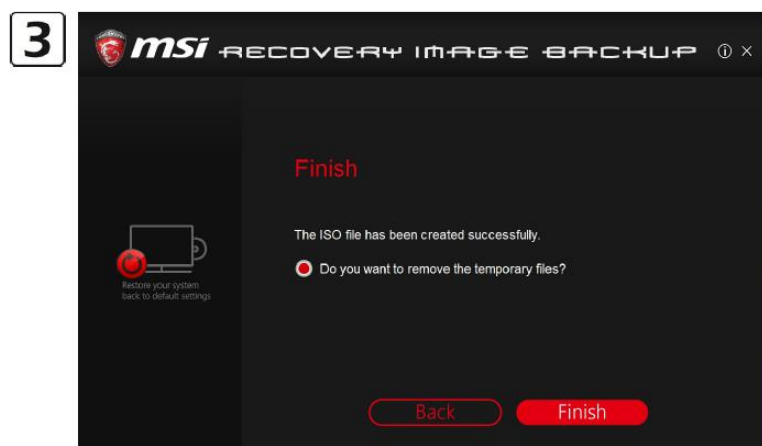 3
msi RECOVERY IMAGE BACKUP
Finish
The ISO file has been created successfully.
Do you want to remove the temporary files?
Restore your system
back to default settings
Back Finish